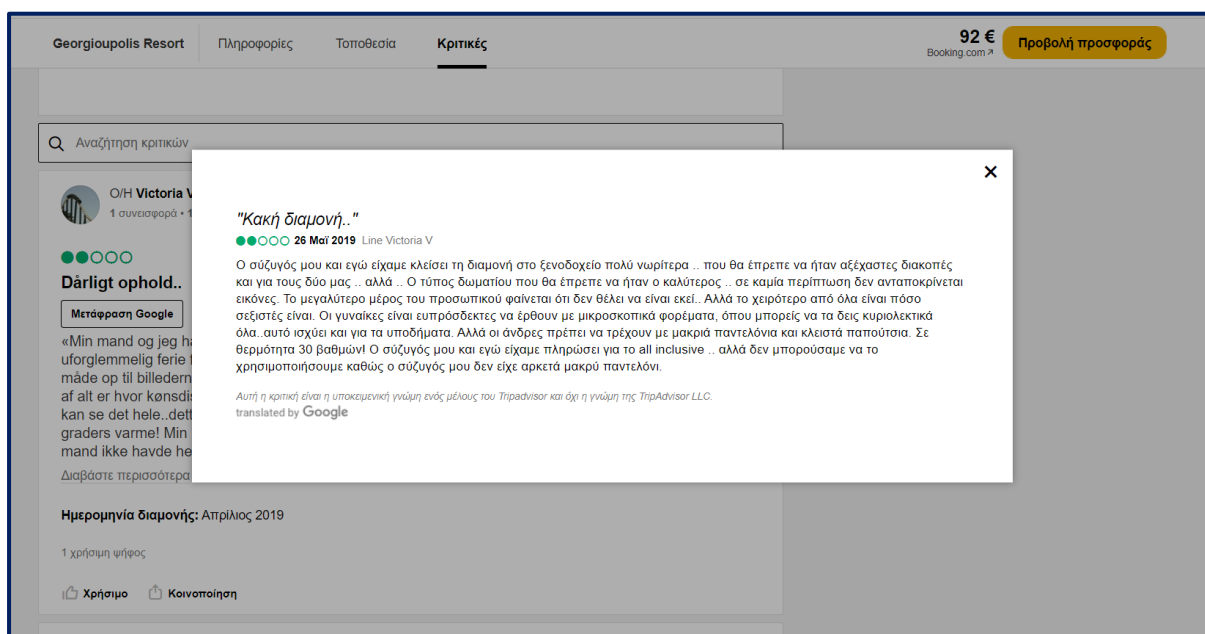 Georgioupolis Resort Πληροφορίες Τοποθεσία Κριτικές 92 € Προβολή προσφοράς
Booking.com
Αναζήτηση κριτικών
Ο/Η Victoria V
1 συνεισφορά •
Dårligt ophold..
Μετάφραση Google
«Min mand og jeg
uforglemmelig ferie
måde op til billedern
af alt er hvor kønsdi
kan se det hele..dett
graders varme! Min
mand ikke havde he
Διαβάστε περισσότερα
Ημερομηνία διαμονής: Απρίλιος 2019
1 χρήσιμη ψήφος
Χρήσιμο Κοινοποίηση
"Κακή διαμονή.."
26 Μαΐ 2019 Line Victoria V
Ο σύζυγός μου και εγώ είχαμε κλείσει τη διαμονή στο ξενοδοχείο πολύ νωρίτερα .. που θα έπρεπε να ήταν αξέχαστες διακοπές
και για τους δύο μας .. αλλά .. Ο τύπος δωματίου που θα έπρεπε να ήταν ο καλύτερος .. σε καμία περίπτωση δεν ανταποκρίνεται
εικόνες. Το μεγαλύτερο μέρος του προσωπικού φαίνεται ότι δεν θέλει να είναι εκεί.. Αλλά το χειρότερο από όλα είναι πόσο
σεξιστές είναι. Οι γυναίκες είναι ευπρόσδεκτες να έρθουν με μικροσκοπικά φορέματα, όπου μπορείς να τα δεις κυριολεκτικά
όλα..αυτό ισχύει και για τα υποδήματα. Αλλά οι άνδρες πρέπει να τρέχουν με μακριά παντελόνια και κλειστά παπούτσια. Σε
θερμότητα 30 βαθμών! Ο σύζυγός μου και εγώ είχαμε πληρώσει για το all inclusive .. αλλά δεν μπορούσαμε να το
χρησιμοποιήσουμε καθώς ο σύζυγός μου δεν είχε αρκετά μακρύ παντελόνι.
Αυτή η κριτική είναι η υποκειμενική γνώμη ενός μέλους του Tripadvisor και όχι η γνώμη της TripAdvisor LLC.
translated by Google